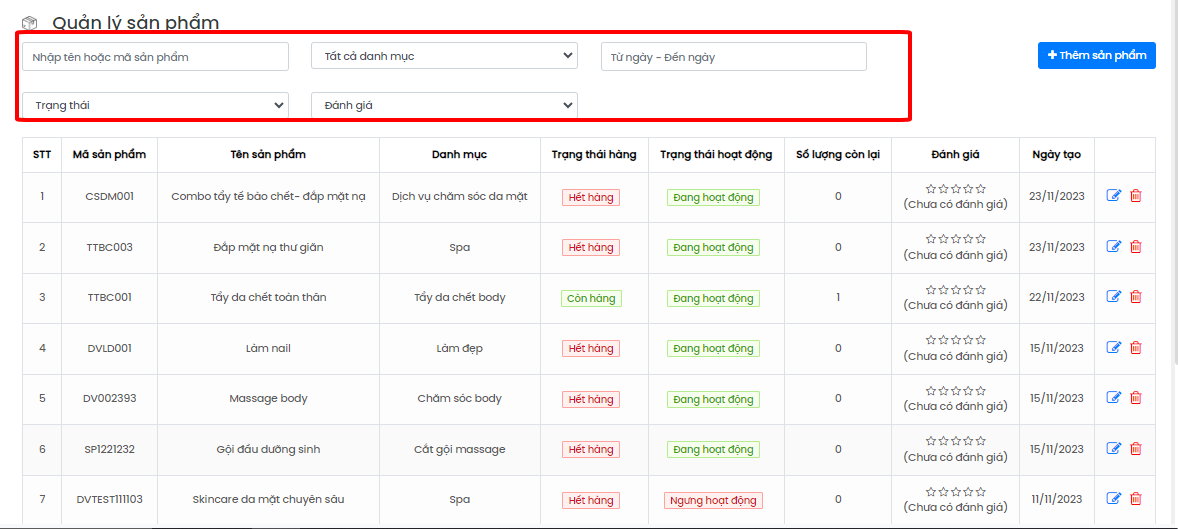 Quản lý sản phẩm
Nhập tên hoặc mã sản phẩm Tất cả danh mục Từ ngày - Đến ngày + Thêm sản phẩm
Trạng thái Đánh giá
STT Mã sản phẩm Tên sản phẩm Danh mục Trạng thái hàng Trạng thái hoạt động Số lượng còn lại Đánh giá Ngày tạo
1 CSDM001 Combo tẩy tế bào chết- đắp mặt nạ Dịch vụ chăm sóc da mặt Hết hàng Đang hoạt động 0 (Chưa có đánh giá) 23/11/2023
2 TTBC003 Đắp mặt nạ thư giãn Spa Hết hàng Đang hoạt động 0 (Chưa có đánh giá) 23/11/2023
3 TTBC001 Tẩy da chết toàn thân Tẩy da chết body Còn hàng Đang hoạt động 1 (Chưa có đánh giá) 22/11/2023
4 DVLD001 Làm nail Làm đẹp Hết hàng Đang hoạt động 0 (Chưa có đánh giá) 15/11/2023
5 DV002393 Massage body Chăm sóc body Hết hàng Đang hoạt động 0 (Chưa có đánh giá) 15/11/2023
6 SP1221232 Gội đầu dưỡng sinh Cắt gội massage Hết hàng Đang hoạt động 0 (Chưa có đánh giá) 15/11/2023
7 DVTEST111103 Skincare da mặt chuyên sâu Spa Hết hàng Ngưng hoạt động 0 (Chưa có đánh giá) 11/11/2023